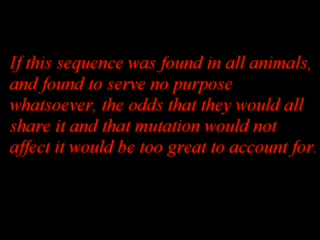 If this sequence was found in all animals,
and found to serve no purpose
whatsoever, the odds that they would all
share it and that mutation would not
affect it would be too great to account for.